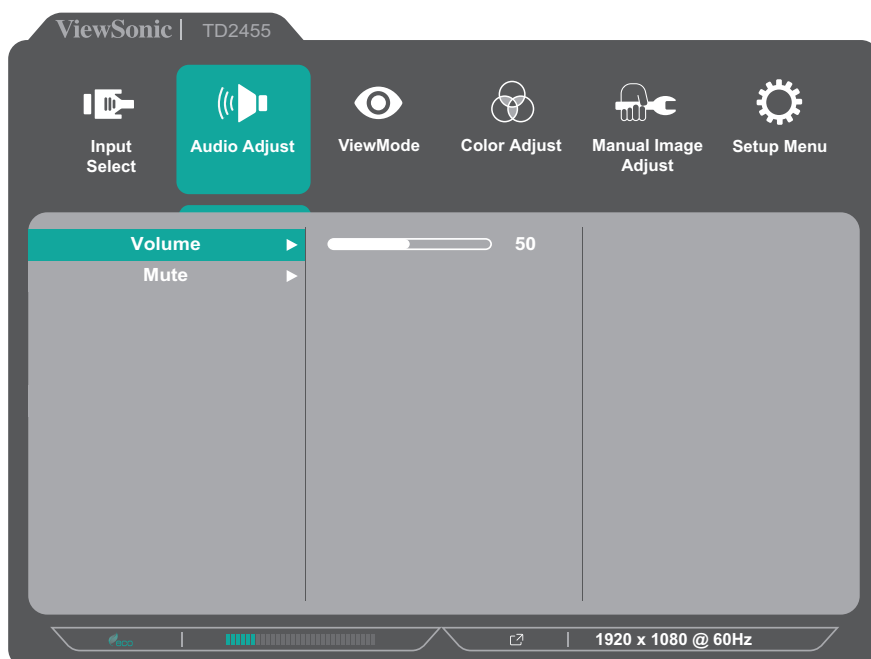 ViewSonic | TD2455
Input
Select
Audio Adjust
ViewMode
Color Adjust
Manual Image
Adjust
Setup Menu
Volume
50
Mute
eco
1920 x 1080 @ 60Hz